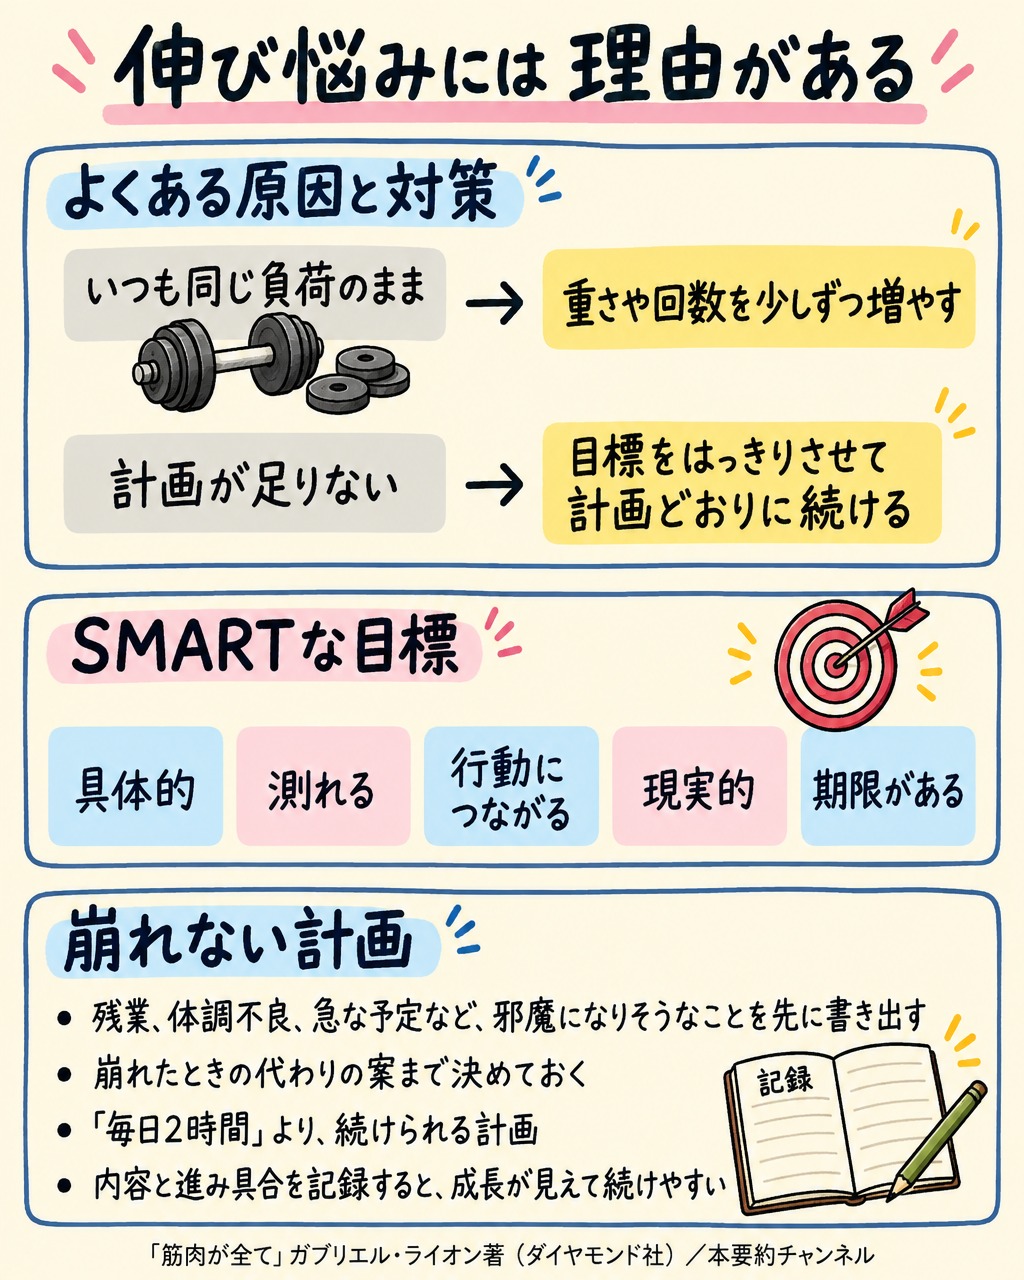 伸び悩みには理由がある
よくある原因と対策
いつも同じ負荷のまま
→
重さや回数を少しずつ増やす
計画が足りない
→
目標をはっきりさせて
計画どおりに続ける
SMARTな目標
具体的
測れる
行動に
つながる
現実的
期限がある
崩れない計画
• 残業、体調不良、急な予定など、邪魔になりそうなことを先に書き出す
• 崩れたときの代わりの案まで決めておく
• 「毎日2時間」より、続けられる計画
• 内容と進み具合を記録すると、成長が見えて続けやすい
記録
「筋肉が全て」ガブリエル・ライオン著（ダイヤモンド社）／本要約チャンネル